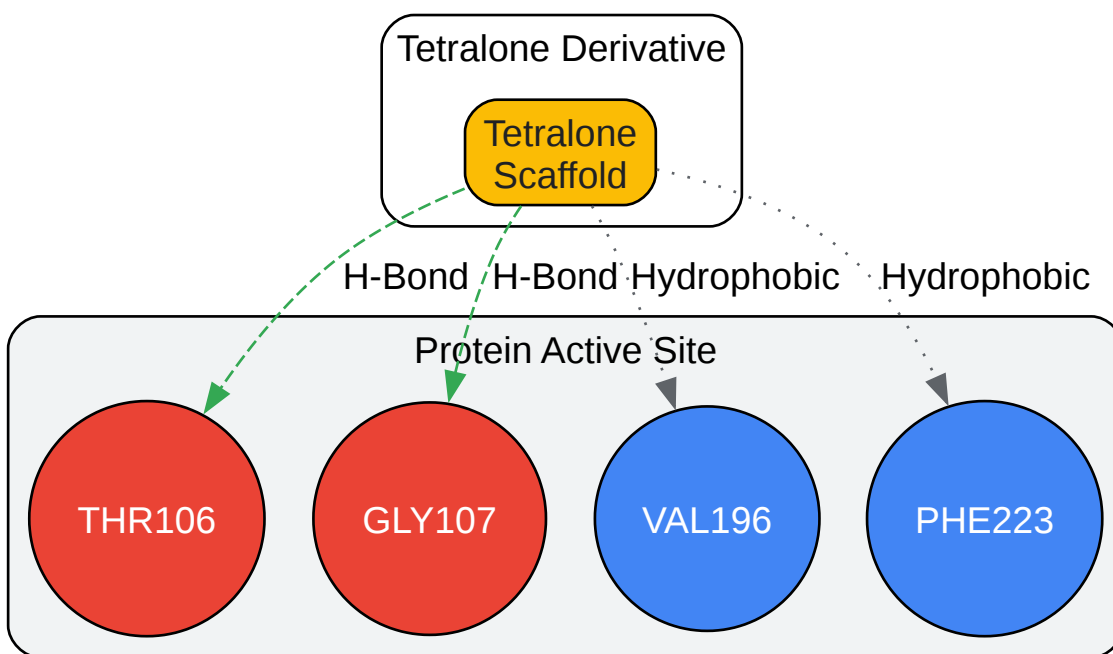 Tetralone Derivative
Tetralone
Scaffold
H-Bond H-Bond Hydrophobic Hydrophobic
Protein Active Site
THR106 GLY107 VAL196 PHE223